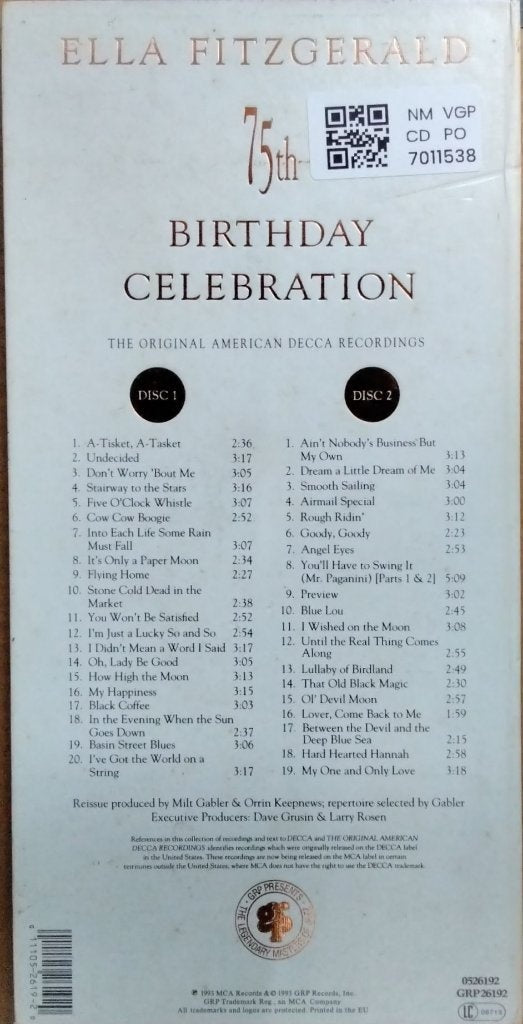 ELLA FITZGERALD
NM VGP
CD PO
7011538
75th
BIRTHDAY
CELEBRATION
THE ORIGINAL AMERICAN DECCA RECORDINGS
DISC 1
1. A-Tisket, A-Tasket 2:36
2. Undecided 3:17
3. Don't Worry 'Bout Me 3:05
4. Stairway to the Stars 3:16
5. Five O'Clock Whistle 3:07
6. Cow Cow Boogie 2:52
7. Into Each Life Some Rain
Must Fall 3:07
8. It's Only a Paper Moon 2:34
9. Flying Home 2:27
10. Stone Cold Dead in the
Market 2:38
11. You Won't Be Satisfied 2:52
12. I'm Just a Lucky So and So 2:54
13. I Didn't Mean a Word I Said 3:17
14. Oh, Lady Be Good 3:05
15. How High the Moon 3:13
16. My Happiness 3:15
17. Black Coffee 3:03
18. In the Evening When the Sun
Goes Down 2:37
19. Basin Street Blues 3:06
20. I've Got the World on a
String 3:17
DISC 2
1. Ain't Nobody's Business But
My Own 3:13
2. Dream a Little Dream of Me 3:04
3. Smooth Sailing 3:04
4. Airmail Special 3:00
5. Rough Ridin' 3:12
6. Goody, Goody 2:23
7. Angel Eyes 2:53
8. You'll Have to Swing It
(Mr. Paganini) [Parts 1 & 2] 5:09
9. Preview 3:02
10. Blue Lou 2:45
11. I Wished on the Moon 3:08
12. Until the Real Thing Comes
Along 2:55
13. Lullaby of Birdland 2:49
14. That Old Black Magic 2:30
15. Ol' Devil Moon 2:57
16. Lover, Come Back to Me 1:59
17. Between the Devil and the
Deep Blue Sea 2:15
18. Hard Hearted Hannah 2:58
19. My One and Only Love 3:18
Reissue produced by Milt Gabler & Orrin Keepnews; repertoire selected by Gabler
Executive Producers: Dave Grusin & Larry Rosen
References in this collection of recordings and text to DECCA and THE ORIGINAL AMERICAN
DECCA RECORDINGS identifies recordings which were originally released on the DECCA label
in the United States. These recordings are now being released on the MCA label in certain
territories outside the United States, where MCA does not have the right to use the DECCA trademark.
GRP PRESENTS
THE LEGENDARY MASTERS OF
0 11105-2619-2
℗ 1993 MCA Records & © 1993 GRP Records, Inc.
GRP Trademark Reg., an MCA Company
All trademarks and logos are protected. Printed in the EU
0526192
GRP26192
LC 06713